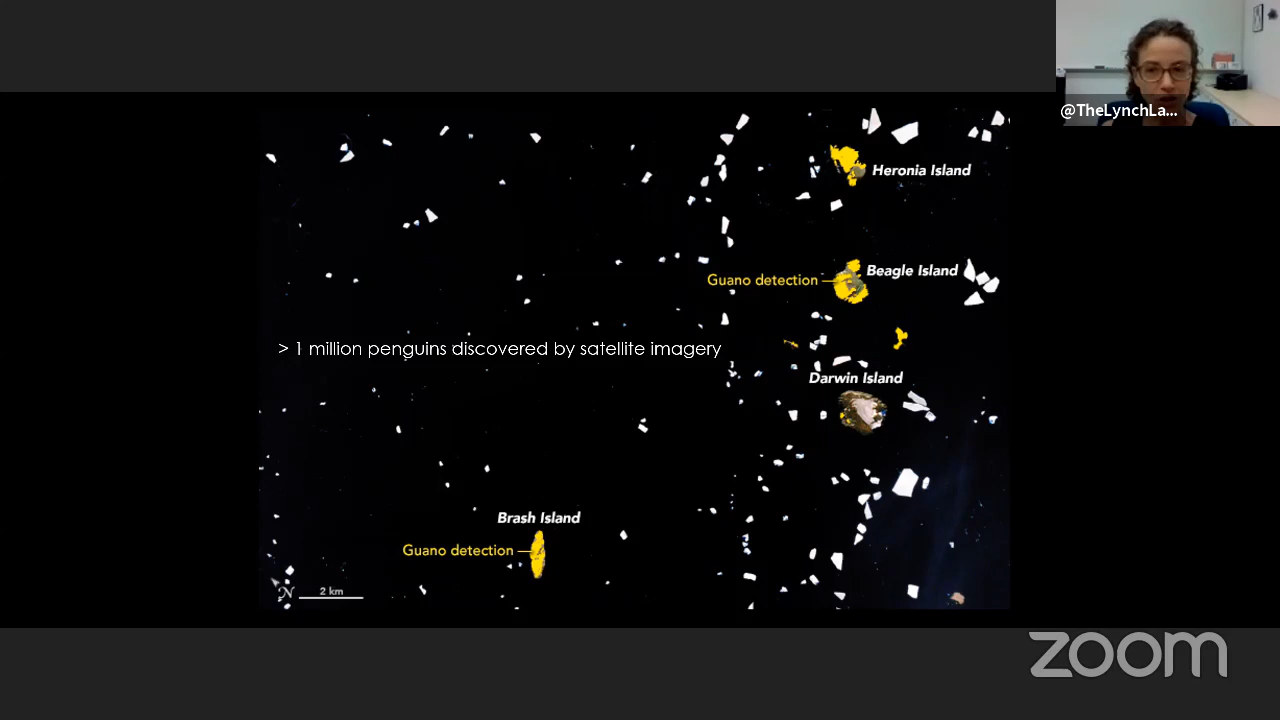 @TheLynchLa...
Heronia Island
Beagle Island
Guano detection
> 1 million penguins discovered by satellite imagery
Darwin Island
Brash Island
Guano detection
N
2 km
zoom